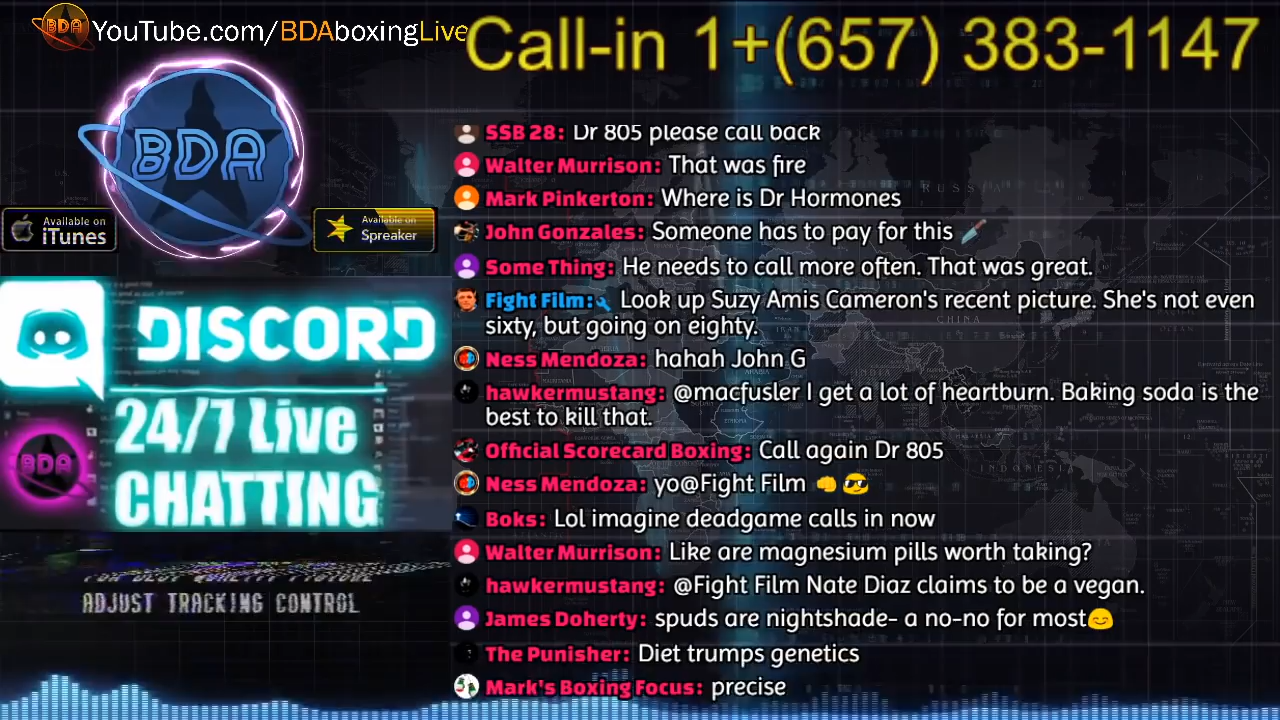 YouTube.com/BDAboxingLive
Call-in 1+(657) 383-1147
BDA
BDA
Available on
iTunes
Available on
Spreaker
DISCORD
24/7 Live
CHATTING
BDA
ADJUST TRACKING CONTROL
SSB 28: Dr 805 please call back
Walter Murrison: That was fire
Mark Pinkerton: Where is Dr Hormones
John Gonzales: Someone has to pay for this 🔪
Some Thing: He needs to call more often. That was great.
Fight Film:🔧 Look up Suzy Amis Cameron's recent picture. She's not even
sixty, but going on eighty.
Ness Mendoza: hahah John G
hawkermustang: @macfusler I get a lot of heartburn. Baking soda is the
best to kill that.
Official Scorecard Boxing: Call again Dr 805
Ness Mendoza: yo@Fight Film 👊😎
Boks: Lol imagine deadgame calls in now
Walter Murrison: Like are magnesium pills worth taking?
hawkermustang: @Fight Film Nate Diaz claims to be a vegan.
James Doherty: spuds are nightshade- a no-no for most😊
The Punisher: Diet trumps genetics
Mark's Boxing Focus: precise
RUSSIA
CHINA
INDONESIA